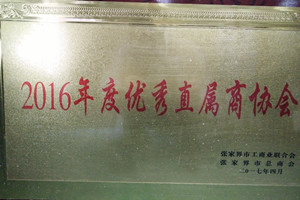 2016年度优秀直属商协会
张家界市工商业联合会
张家界市总商会
二〇一七年四月